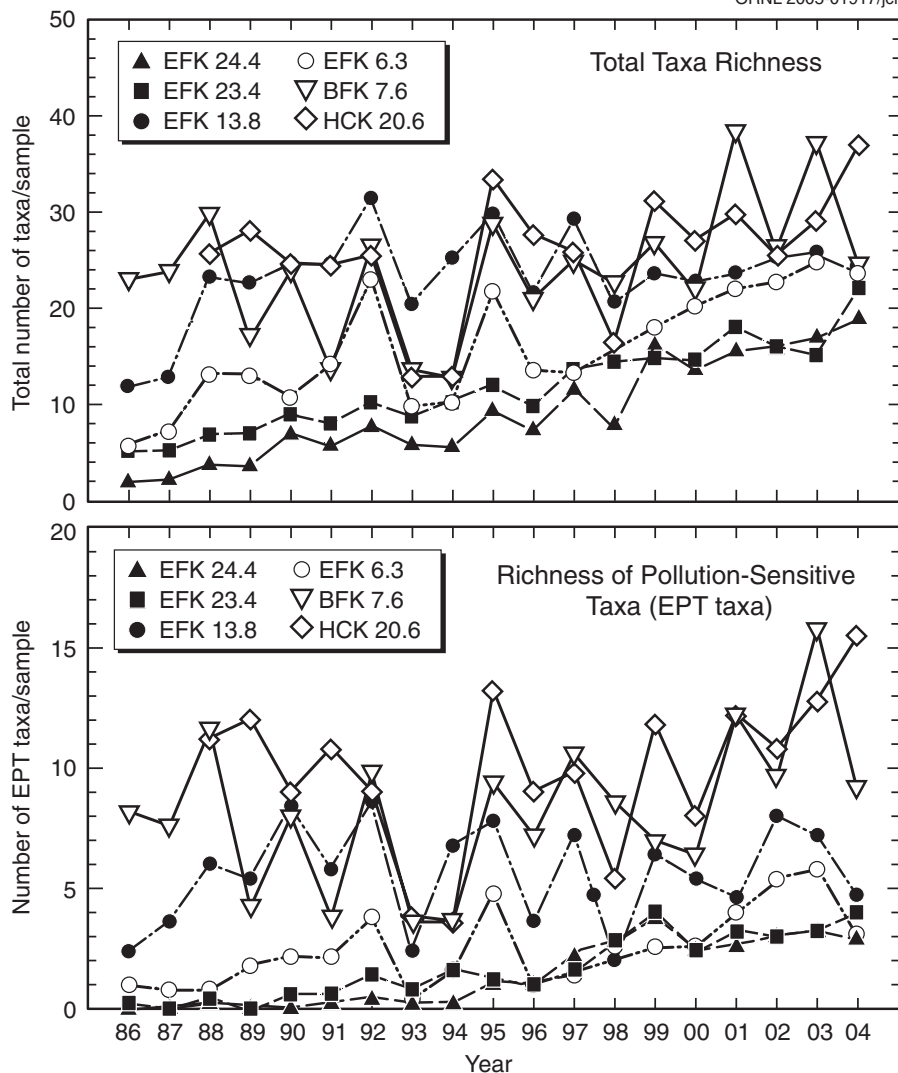 50
EFK 24.4 EFK 6.3
EFK 23.4 BFK 7.6
EFK 13.8 HCK 20.6
Total Taxa Richness
40
30
20
10
0
Total number of taxa/sample
20
EFK 24.4 EFK 6.3
EFK 23.4 BFK 7.6
EFK 13.8 HCK 20.6
Richness of Pollution-Sensitive
Taxa (EPT taxa)
15
10
5
0
Number of EPT taxa/sample
86 87 88 89 90 91 92 93 94 95 96 97 98 99 00 01 02 03 04
Year